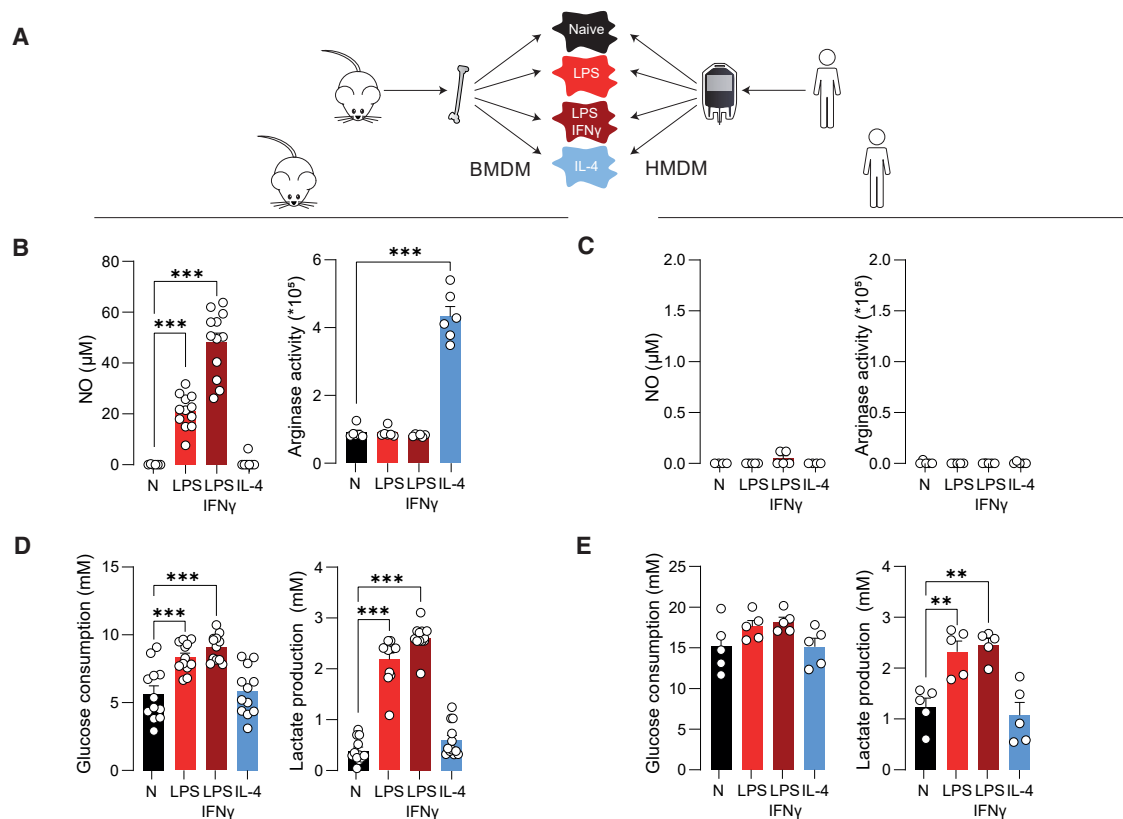 A
Naive
LPS
LPS
IFNγ
IL-4
BMDM
HMDM
B
NO (μM)
80
60
40
20
0
***
***
N LPS LPS IL-4
IFNγ
Arginase activity (*10⁵)
6
4
2
0
***
N LPS LPS IL-4
IFNγ
C
NO (μM)
2.0
1.5
1.0
0.5
0.0
N LPS LPS IL-4
IFNγ
Arginase activity (*10⁵)
2.0
1.5
1.0
0.5
0.0
N LPS LPS IL-4
IFNγ
D
Glucose consumption (mM)
15
10
5
0
***
***
N LPS LPS IL-4
IFNγ
Lactate production (mM)
4
3
2
1
0
***
***
N LPS LPS IL-4
IFNγ
E
Glucose consumption (mM)
25
20
15
10
5
0
N LPS LPS IL-4
IFNγ
Lactate production (mM)
4
3
2
1
0
**
**
N LPS LPS IL-4
IFNγ